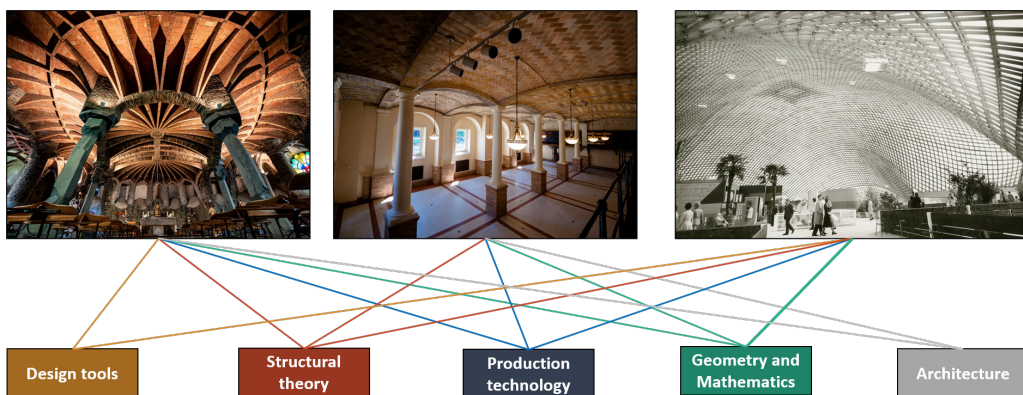 Design tools
Structural
theory
Production
technology
Geometry and
Mathematics
Architecture